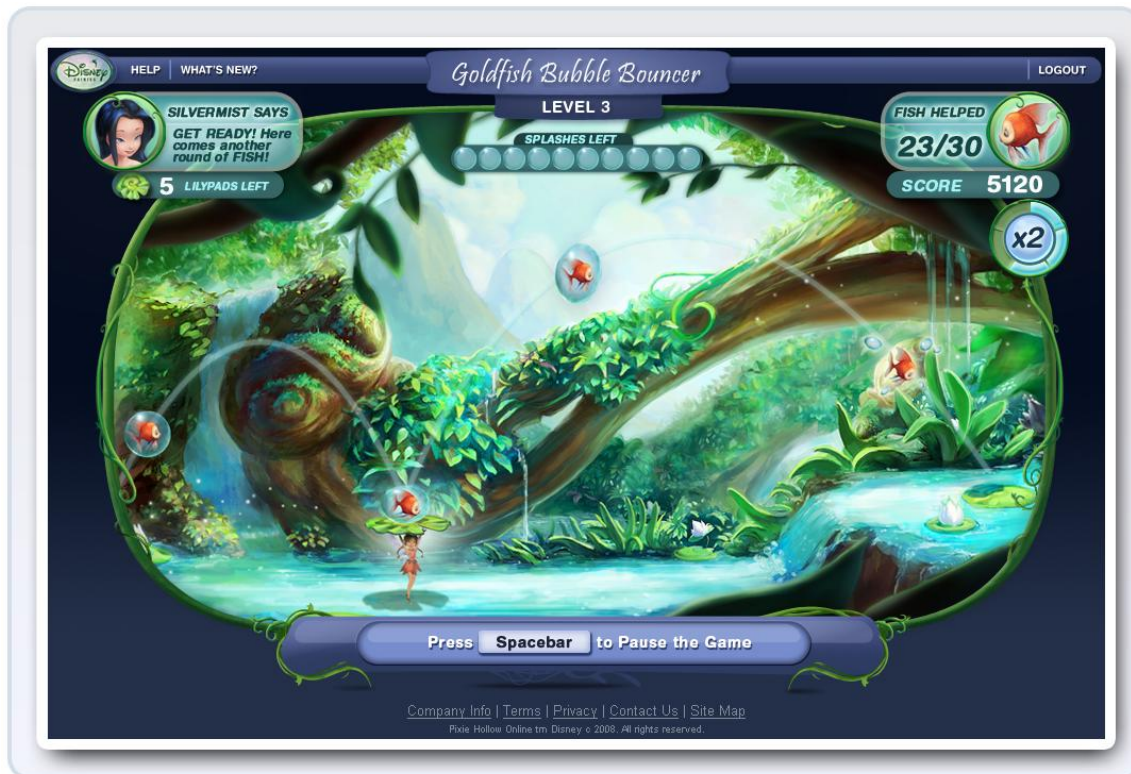 Disney
FAIRIES
HELP
WHAT'S NEW?
Goldfish Bubble Bouncer
LOGOUT
LEVEL 3
SILVERMIST SAYS
GET READY! Here
comes another
round of FISH!
5 LILYPADS LEFT
SPLASHES LEFT
FISH HELPED
23/30
SCORE 5120
x2
Press Spacebar to Pause the Game
Company Info | Terms | Privacy | Contact Us | Site Map
Pixie Hollow Online tm Disney c 2008. All rights reserved.